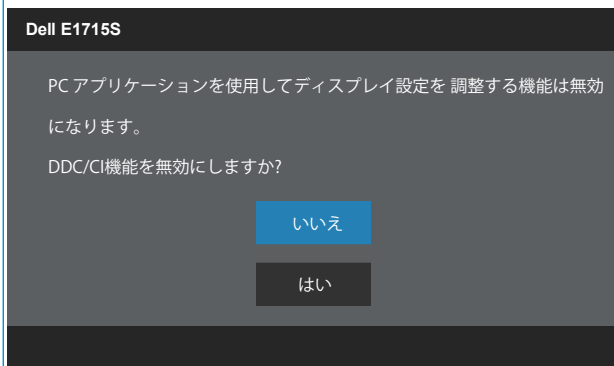 Dell E1715S
PC アプリケーションを使用してディスプレイ設定を 調整する機能は無効
になります。
DDC/CI機能を無効にしますか?
いいえ
はい